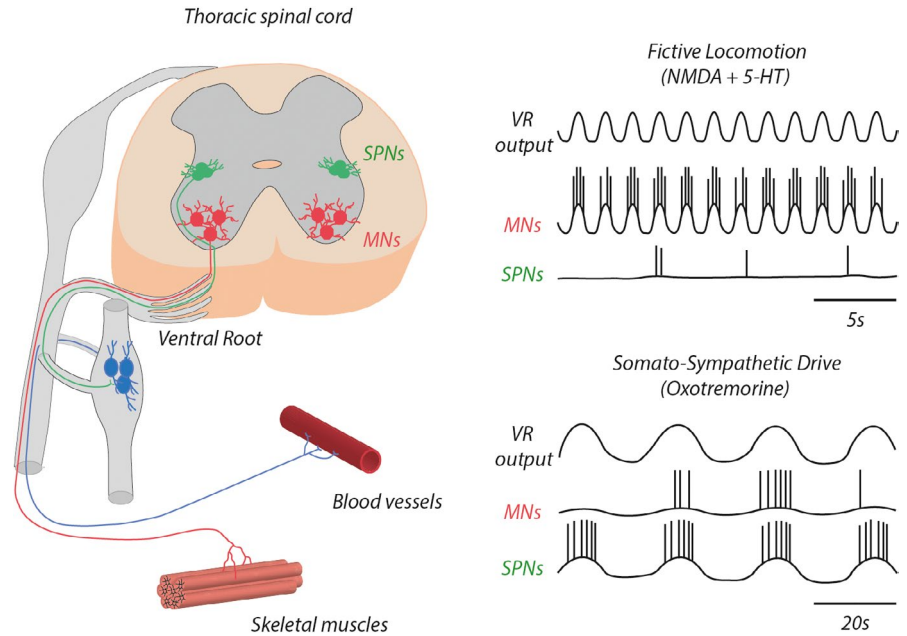 Thoracic spinal cord
SPNs
MNs
Ventral Root
Blood vessels
Skeletal muscles
Fictive Locomotion
(NMDA + 5-HT)
VR
output
MNs
SPNs
5s
Somato-Sympathetic Drive
(Oxotremorine)
VR
output
MNs
SPNs
20s